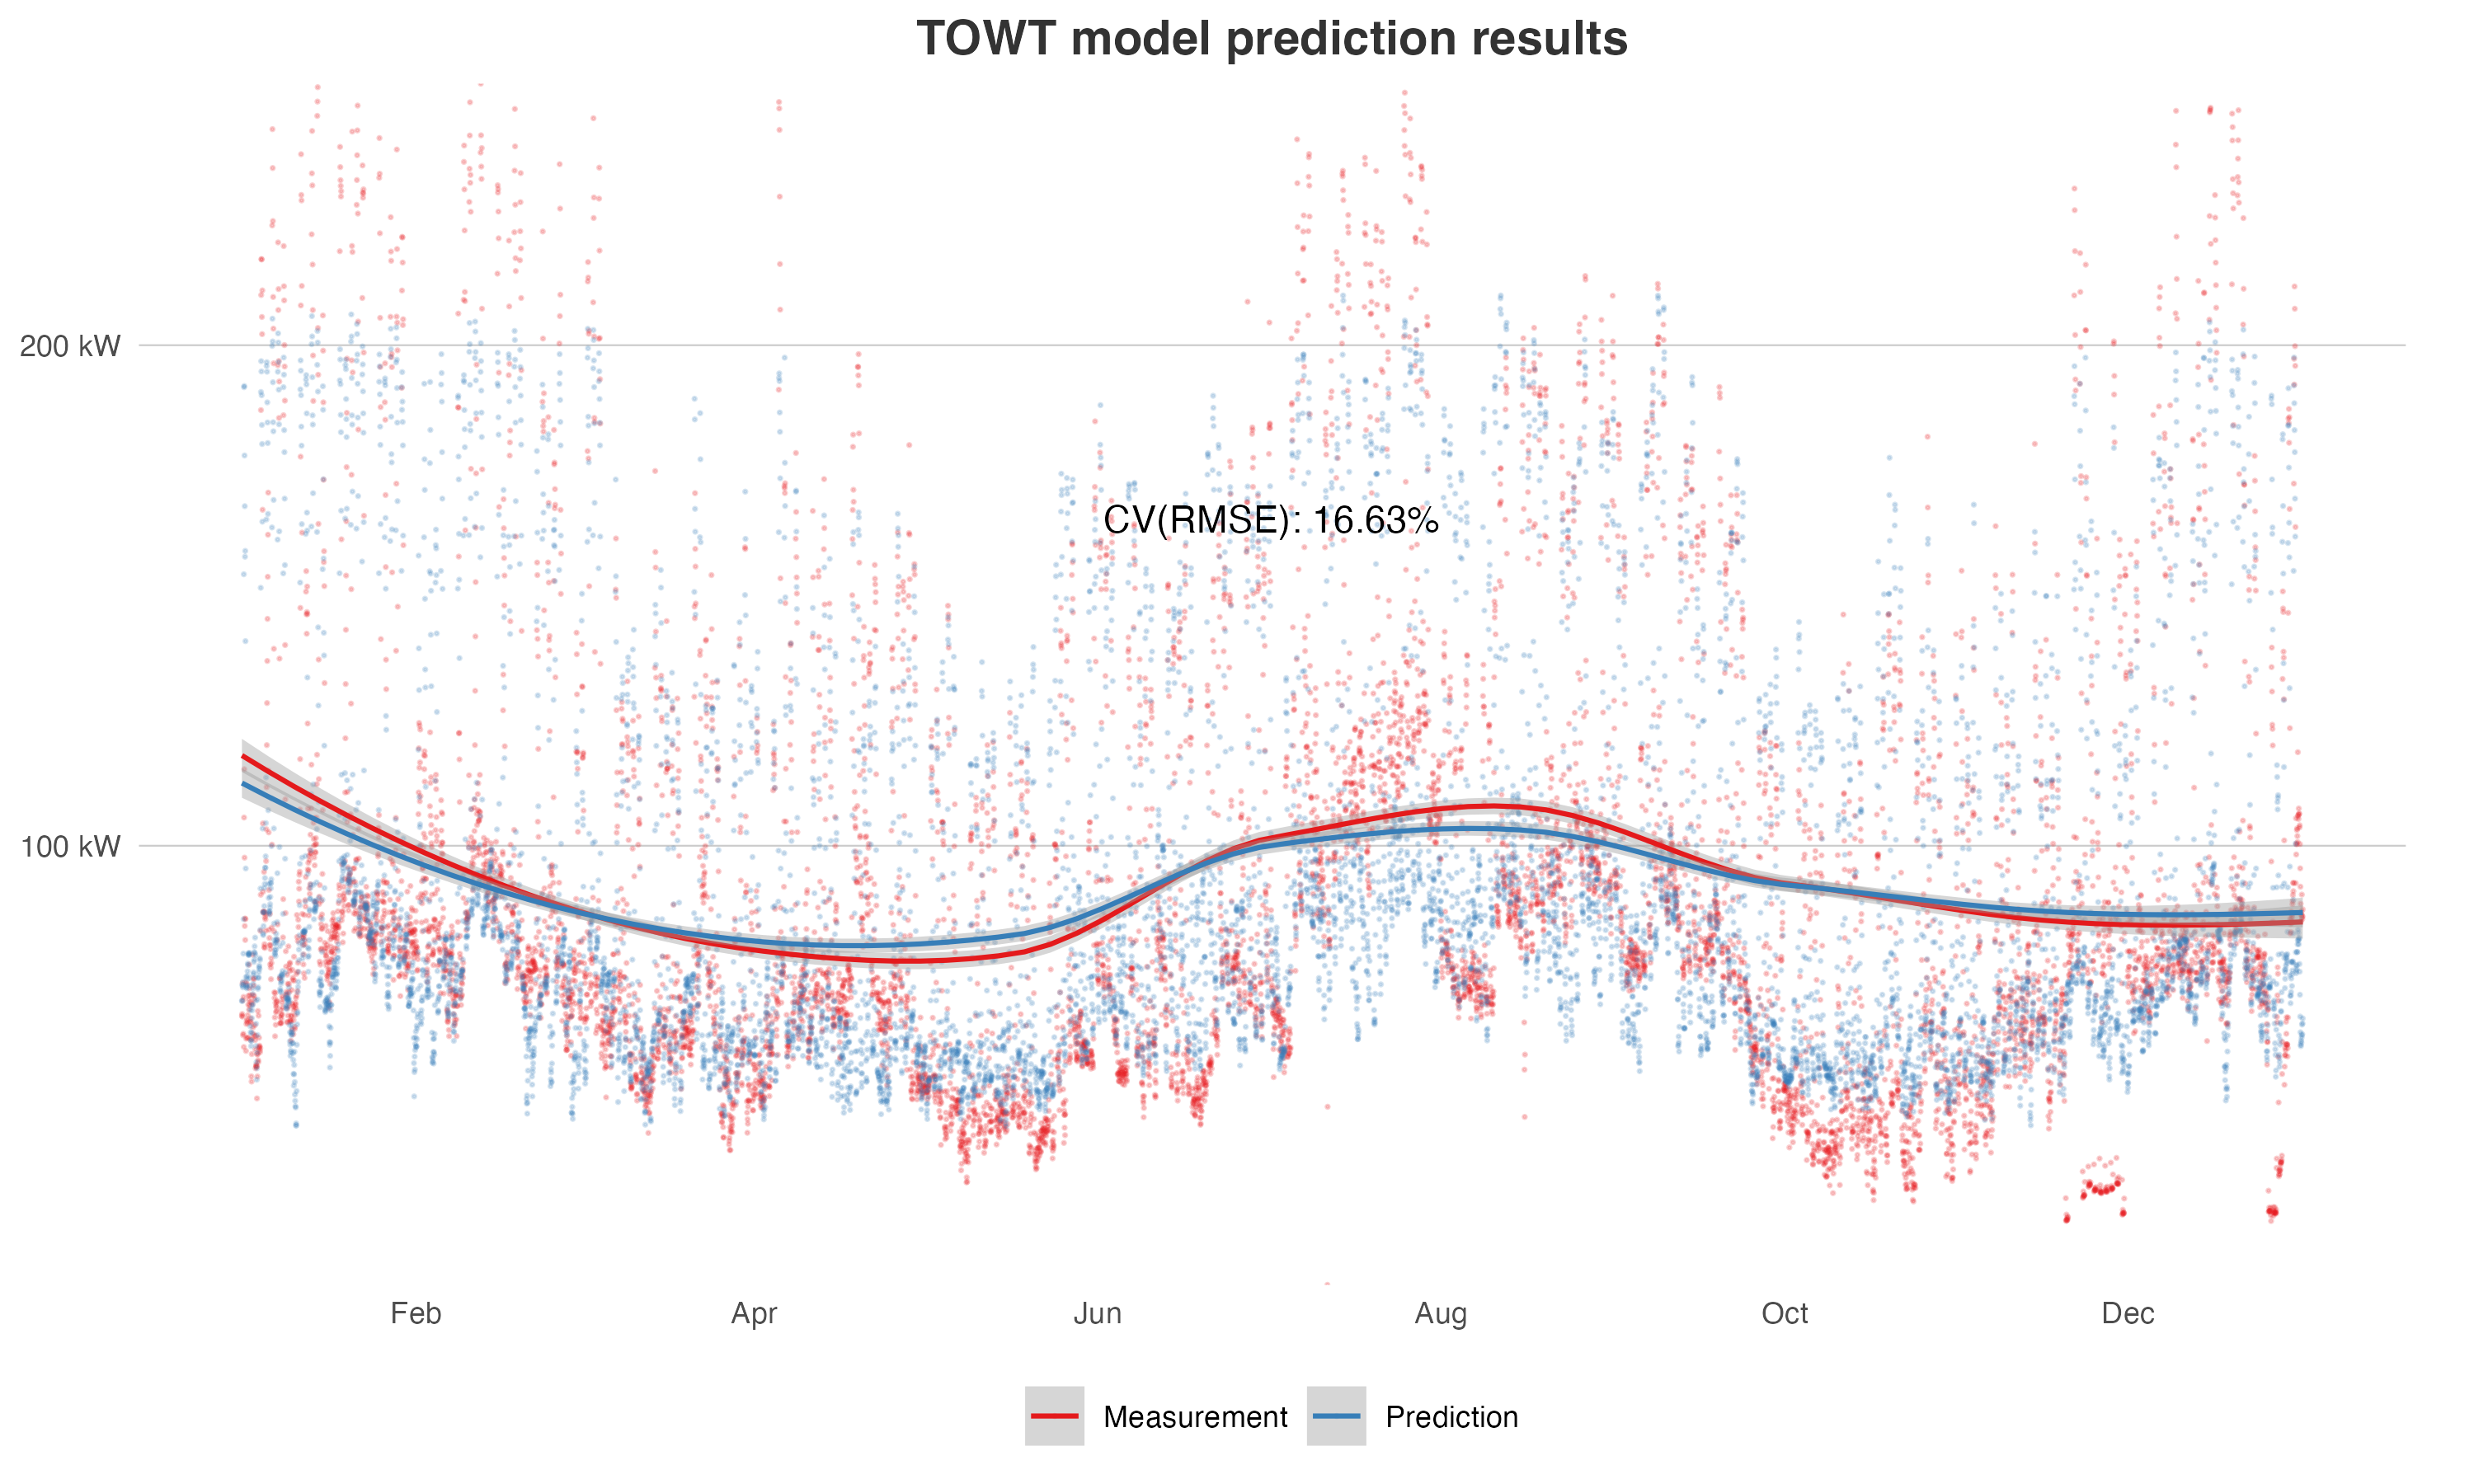 TOWT model prediction results
200 kW
CV(RMSE): 16.63%
100 kW
Feb Apr Jun Aug Oct Dec
Measurement Prediction